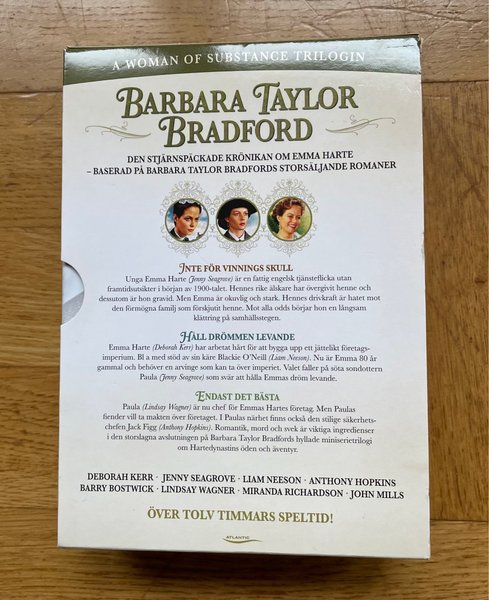 A WOMAN OF SUBSTANCE TRILOGIN
BARBARA TAYLOR
BRADFORD
DEN STJÄRNSPÄCKADE KRÖNIKAN OM EMMA HARTE
– BASERAD PÅ BARBARA TAYLOR BRADFORDS STORSÄLJANDE ROMANER
INTE FÖR VINNINGS SKULL
Unga Emma Harte (Jenny Seagrove) är en fattig engelsk tjänsteflicka utan
framtidsutsikter i början av 1900-talet. Hennes rike älskare har övergivit henne och
dessutom är hon gravid. Men Emma är okuvlig och stark. Hennes drivkraft är hatet mot
den förmögna familj som förskjutit henne. Mot alla odds börjar hon en långsam
klättring på samhällsstegen.
HÅLL DRÖMMEN LEVANDE
Emma Harte (Deborah Kerr) har arbetat hårt för att bygga upp ett jättelikt företags-
imperium. Bl a med stöd av sin käre Blackie O'Neill (Liam Neeson). Nu är Emma 80 år
gammal och behöver en arvinge som kan ta över imperiet. Valet faller på söta sondottern
Paula (Jenny Seagrove) som svär att hålla Emmas dröm levande.
ENDAST DET BÄSTA
Paula (Lindsay Wagner) är nu chef för Emmas Hartes företag. Men Paulas
fiender vill ta makten över företaget. I Paulas närhet finns också den stilige säkerhets-
chefen Jack Figg (Anthony Hopkins). Romantik, mord och svek är viktiga ingredienser
i den storslagna avslutningen på Barbara Taylor Bradfords hyllade miniserietrilogi
om Hartedynastins öden och äventyr.
DEBORAH KERR · JENNY SEAGROVE · LIAM NEESON · ANTHONY HOPKINS
BARRY BOSTWICK · LINDSAY WAGNER · MIRANDA RICHARDSON · JOHN MILLS
ÖVER TOLV TIMMARS SPELTID!
ATLANTIC